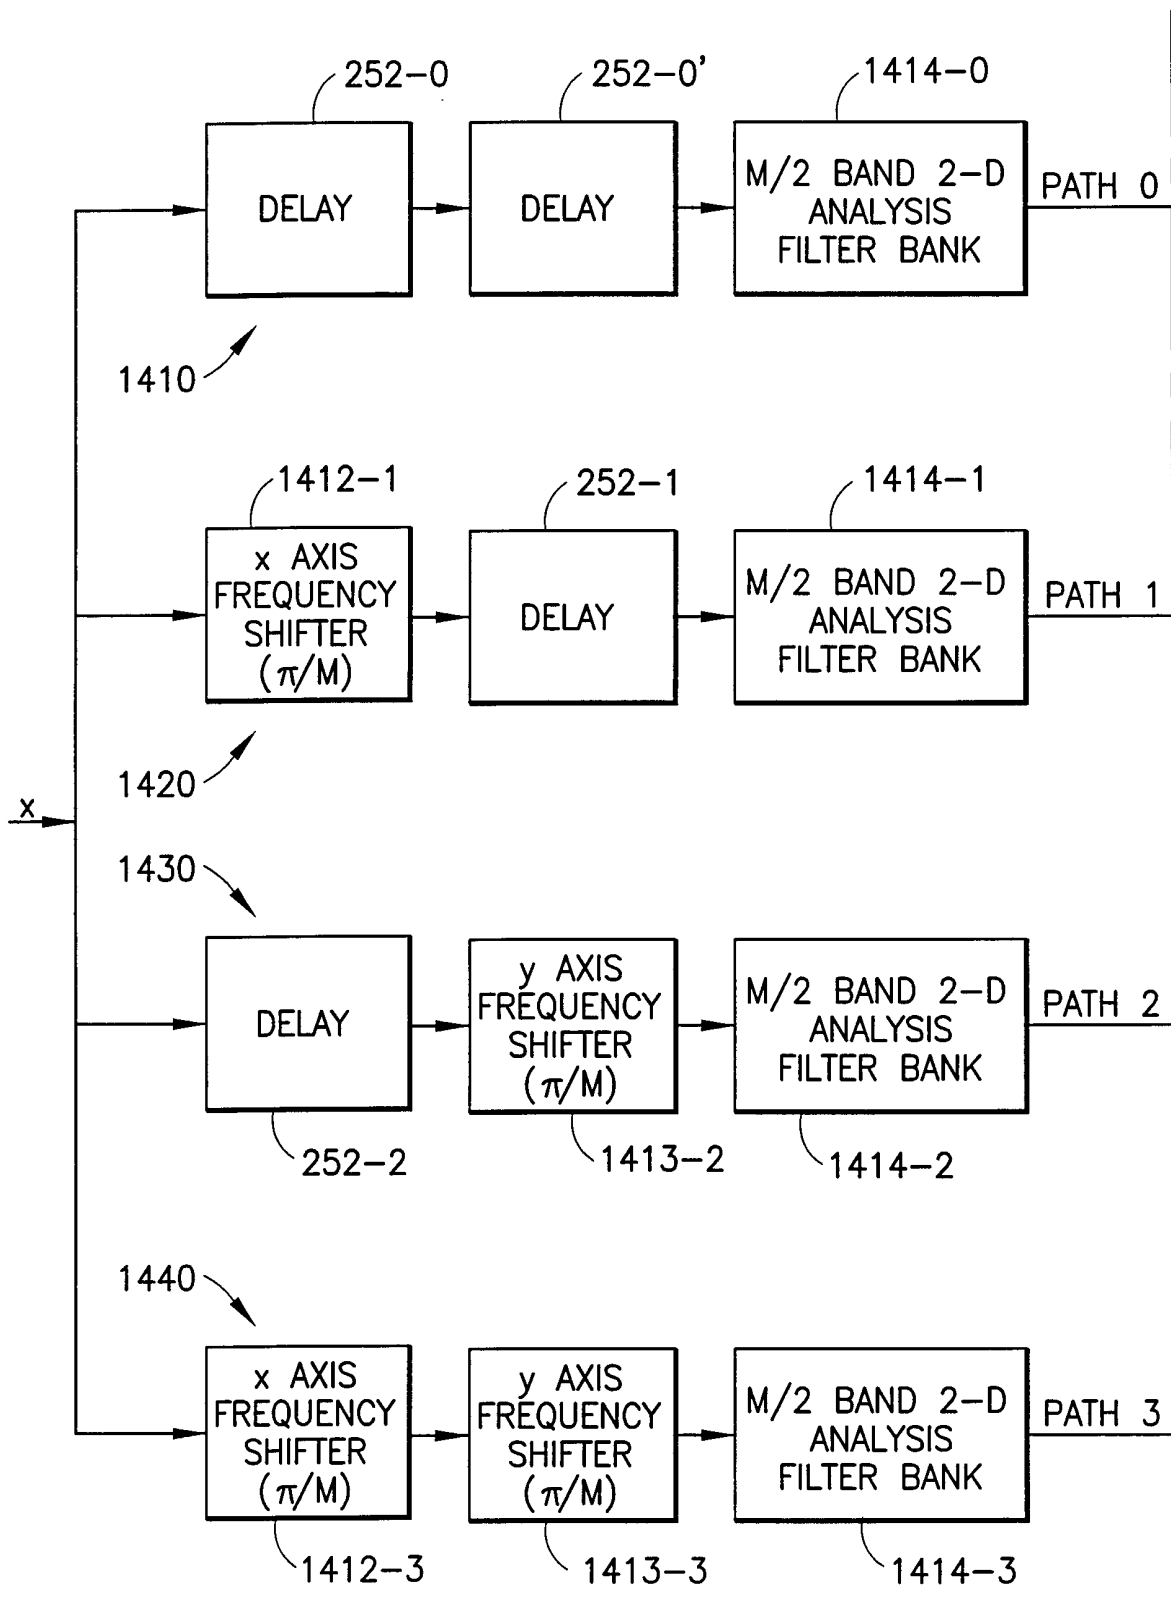 252-0
252-0'
1414-0
DELAY
DELAY
M/2 BAND 2-D
ANALYSIS
FILTER BANK
PATH 0
1410
1412-1
252-1
1414-1
x AXIS
FREQUENCY
SHIFTER
(π/M)
DELAY
M/2 BAND 2-D
ANALYSIS
FILTER BANK
PATH 1
1420
x
1430
DELAY
y AXIS
FREQUENCY
SHIFTER
(π/M)
M/2 BAND 2-D
ANALYSIS
FILTER BANK
PATH 2
252-2
1413-2
1414-2
1440
x AXIS
FREQUENCY
SHIFTER
(π/M)
y AXIS
FREQUENCY
SHIFTER
(π/M)
M/2 BAND 2-D
ANALYSIS
FILTER BANK
PATH 3
1412-3
1413-3
1414-3